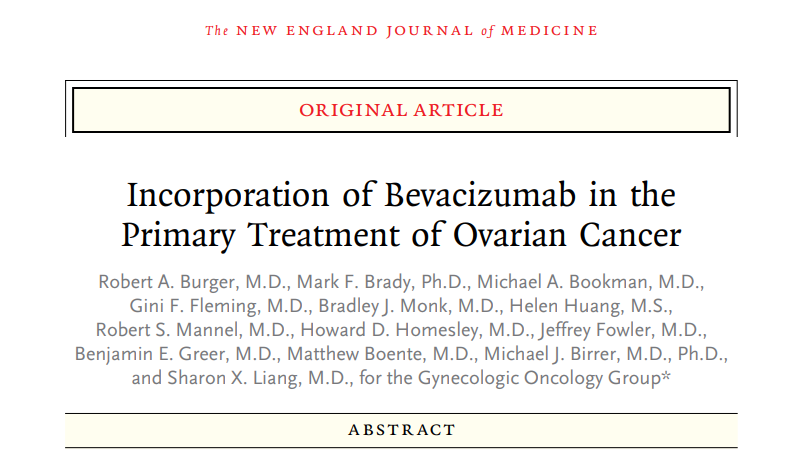 The NEW ENGLAND JOURNAL of MEDICINE
ORIGINAL ARTICLE
Incorporation of Bevacizumab in the
Primary Treatment of Ovarian Cancer
Robert A. Burger, M.D., Mark F. Brady, Ph.D., Michael A. Bookman, M.D.,
Gini F. Fleming, M.D., Bradley J. Monk, M.D., Helen Huang, M.S.,
Robert S. Mannel, M.D., Howard D. Homesley, M.D., Jeffrey Fowler, M.D.,
Benjamin E. Greer, M.D., Matthew Boente, M.D., Michael J. Birrer, M.D., Ph.D.,
and Sharon X. Liang, M.D., for the Gynecologic Oncology Group*
ABSTRACT